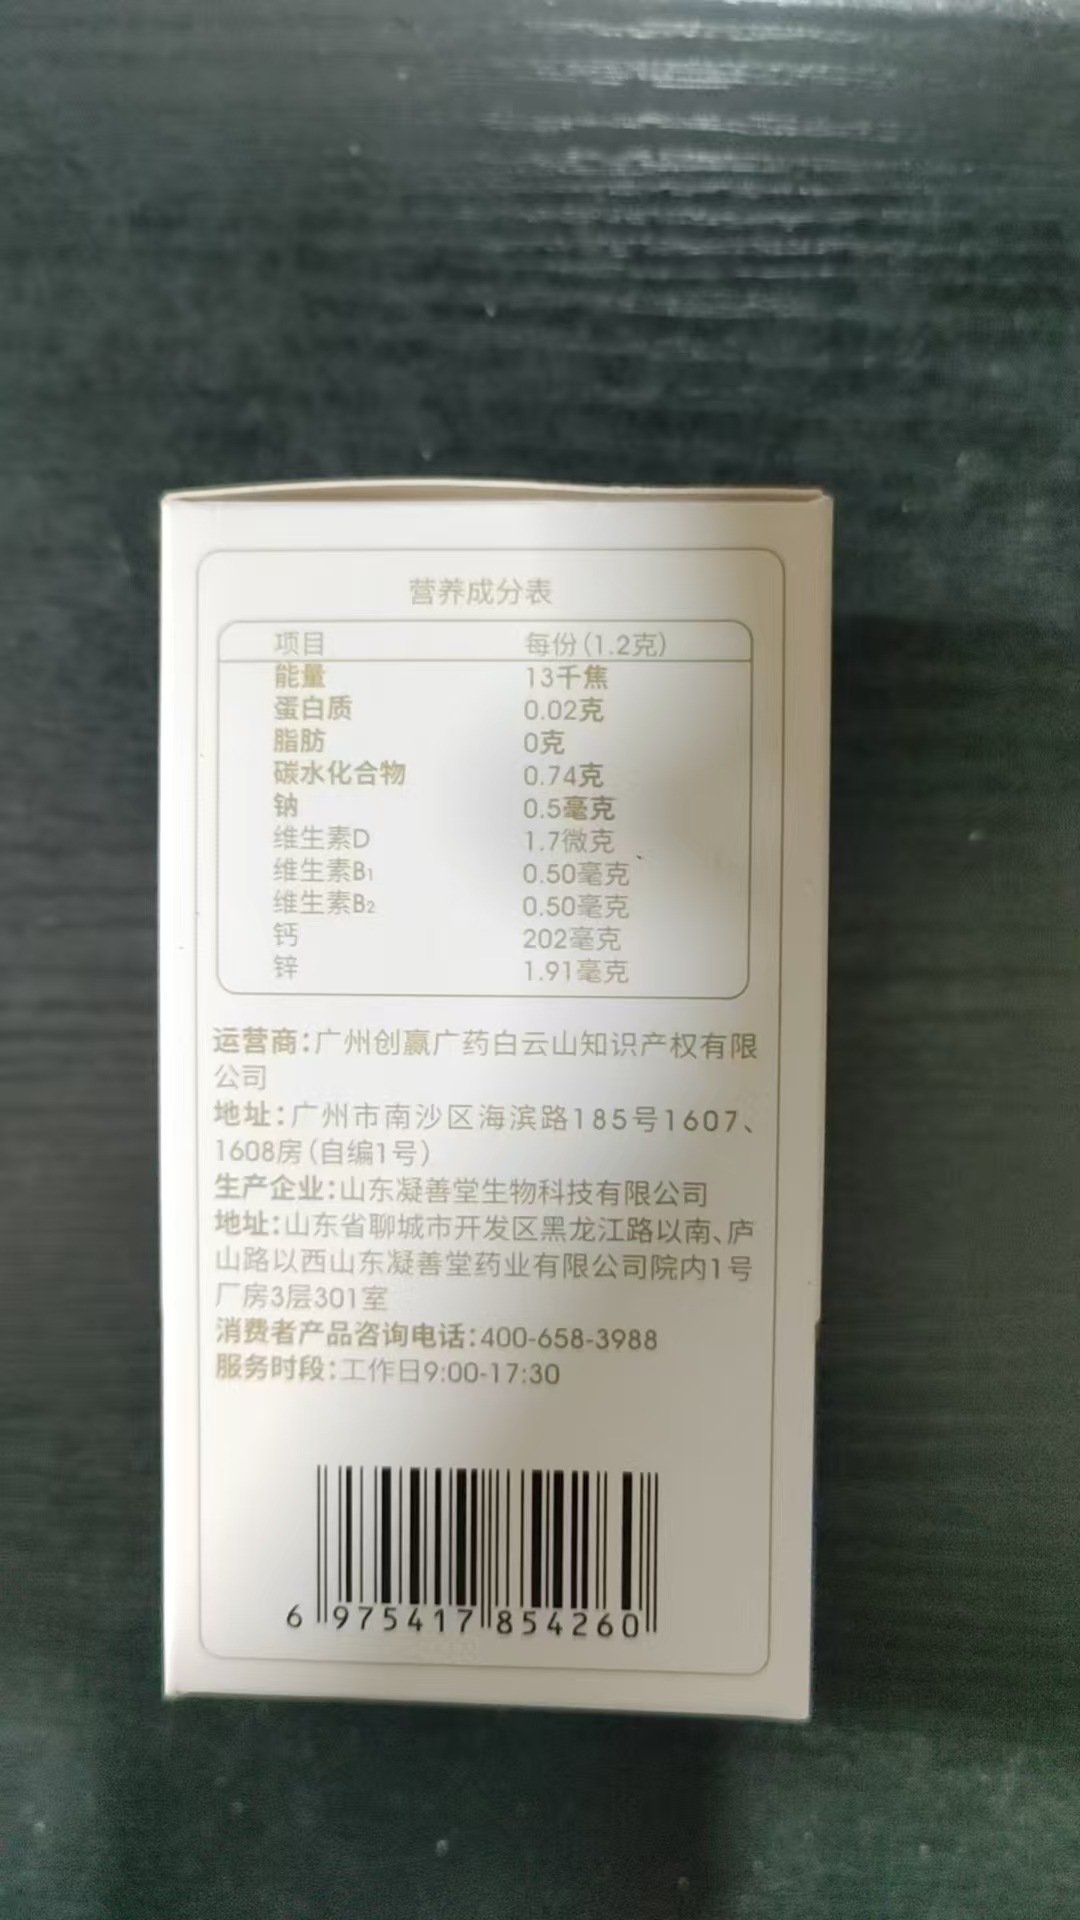 营养成分表
项目 每份(1.2克)
能量 13千焦
蛋白质 0.02克
脂肪 0克
碳水化合物 0.74克
钠 0.5毫克
维生素D 1.7微克
维生素B₁ 0.50毫克
维生素B₂ 0.50毫克
钙 202毫克
锌 1.91毫克
运营商:广州创赢广药白云山知识产权有限
公司
地址:广州市南沙区海滨路185号1607、
1608房(自编1号)
生产企业:山东凝善堂生物科技有限公司
地址:山东省聊城市开发区黑龙江路以南、庐
山路以西山东凝善堂药业有限公司院内1号
厂房3层301室
消费者产品咨询电话:400-658-3988
服务时段:工作日9:00-17:30
6 975417 854260